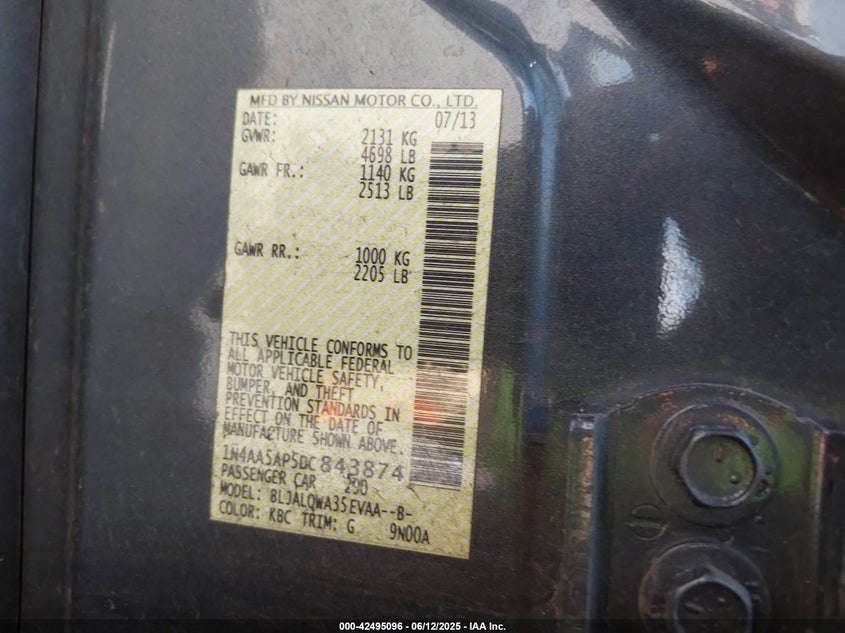 MFD BY NISSAN MOTOR CO., LTD.
DATE: 07/13
GVWR: 2131 KG
4698 LB
GAWR FR.: 1140 KG
2513 LB
GAWR RR.: 1000 KG
2205 LB
THIS VEHICLE CONFORMS TO
ALL APPLICABLE FEDERAL
MOTOR VEHICLE SAFETY,
BUMPER, AND THEFT
PREVENTION STANDARDS IN
EFFECT ON THE DATE OF
MANUFACTURE SHOWN ABOVE.
1N4AA5AP5DC843874
PASSENGER CAR
MODEL: BLJALQWA35EVAA--B-
COLOR: KBC TRIM: G 9N00A
000-42495096 - 06/12/2025 - IAA Inc.